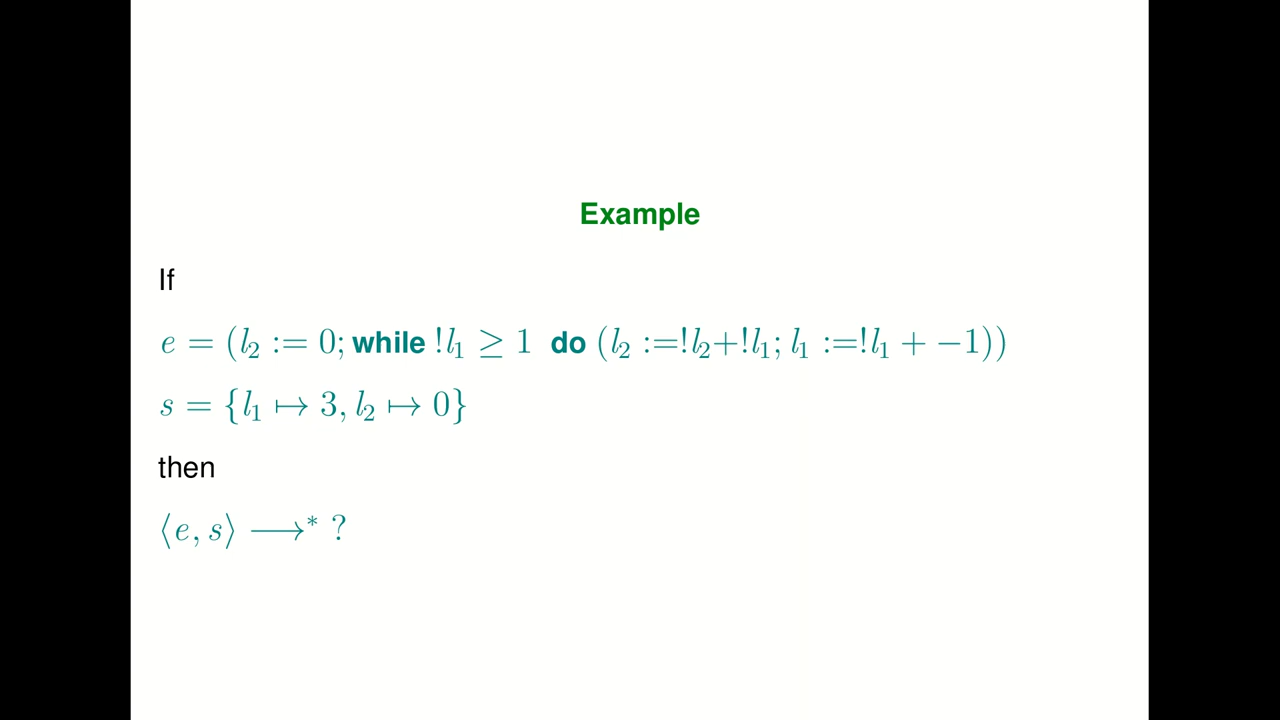 Example
If
e = (l₂ := 0; while !l₁ ≥ 1 do (l₂ :=!l₂+!l₁; l₁ :=!l₁ + −1))
s = {l₁ ↦ 3, l₂ ↦ 0}
then
⟨e, s⟩ ⟶* ?